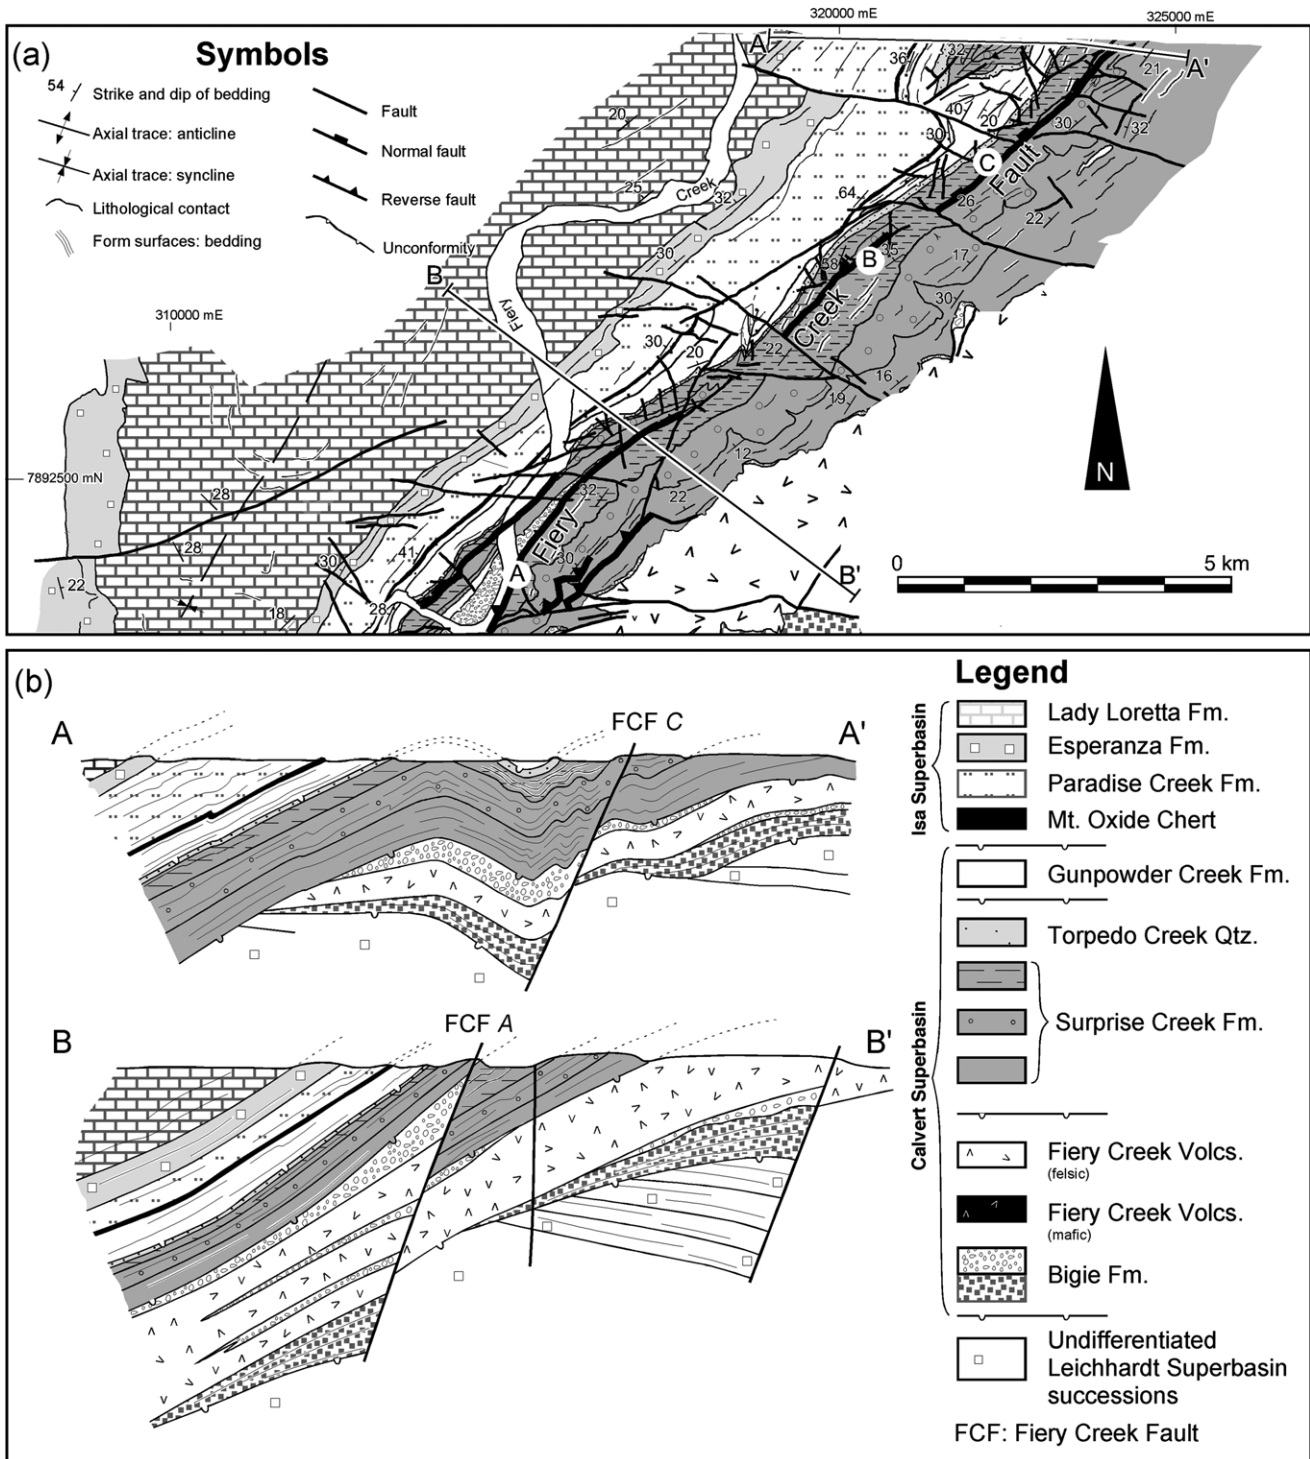 320000 mE
325000 mE
(a)
Symbols
54
Strike and dip of bedding
Axial trace: anticline
Axial trace: syncline
Lithological contact
Form surfaces: bedding
Fault
Normal fault
Reverse fault
Unconformity
A
A'
36
32
21
40
20
30
30
32
20
C
25
Creek
32
64
26
Fault
22
30
58
35
B
17
B
Fiery
Creek
30
310000 mE
30
20
22
16
19
12
N
7892500 mN
28
32
22
Fiery
28
30
41
30
A
22
18
28
B'
0
5 km
(b)
A
FCF C
A'
B
FCF A
B'
Legend
Isa Superbasin
Lady Loretta Fm.
Esperanza Fm.
Paradise Creek Fm.
Mt. Oxide Chert
Calvert Superbasin
Gunpowder Creek Fm.
Torpedo Creek Qtz.
Surprise Creek Fm.
Fiery Creek Volcs.
(felsic)
Fiery Creek Volcs.
(mafic)
Bigie Fm.
Undifferentiated
Leichhardt Superbasin
successions
FCF: Fiery Creek Fault